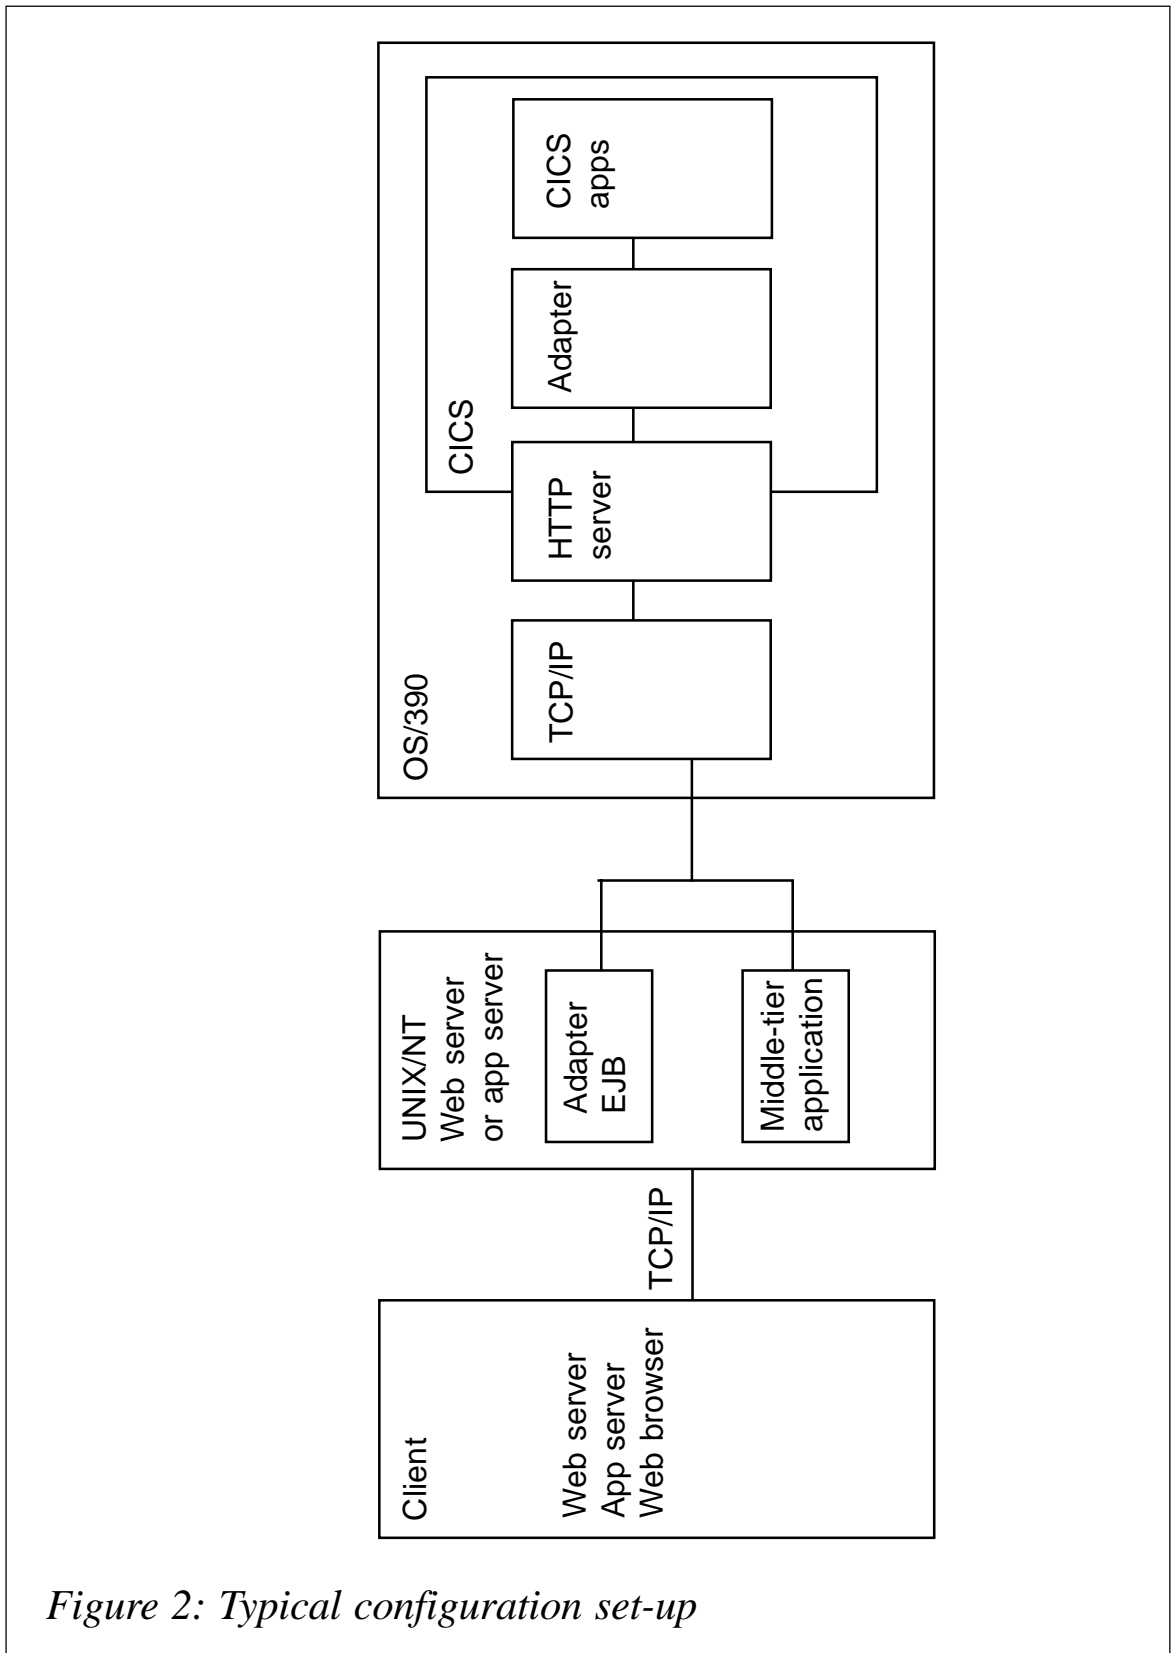 Client
Web server
App server
Web browser
TCP/IP
UNIX/NT
Web server
or app server
Adapter
EJB
Middle-tier
application
OS/390
TCP/IP
CICS
HTTP
server
Adapter
CICS
apps
Figure 2: Typical configuration set-up